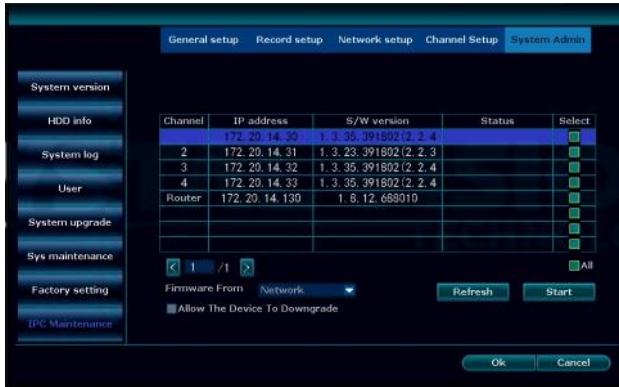 General setup Record setup Network setup Channel Setup System Admin
System version
HDD info
System log
User
System upgrade
Sys maintenance
Factory setting
IPC Maintenance
Channel IP address S/W version Status Select
172. 20. 14. 30 1. 3. 35. 391802(2. 2. 4
2 172. 20. 14. 31 1. 3. 23. 391802(2. 2. 3
3 172. 20. 14. 32 1. 3. 35. 391802(2. 2. 4
4 172. 20. 14. 33 1. 3. 35. 391802(2. 2. 4
Router 172. 20. 14. 130 1. 6. 12. 688010
< 1 /1 > All
Firmware From Network Refresh Start
Allow The Device To Downgrade
Ok Cancel